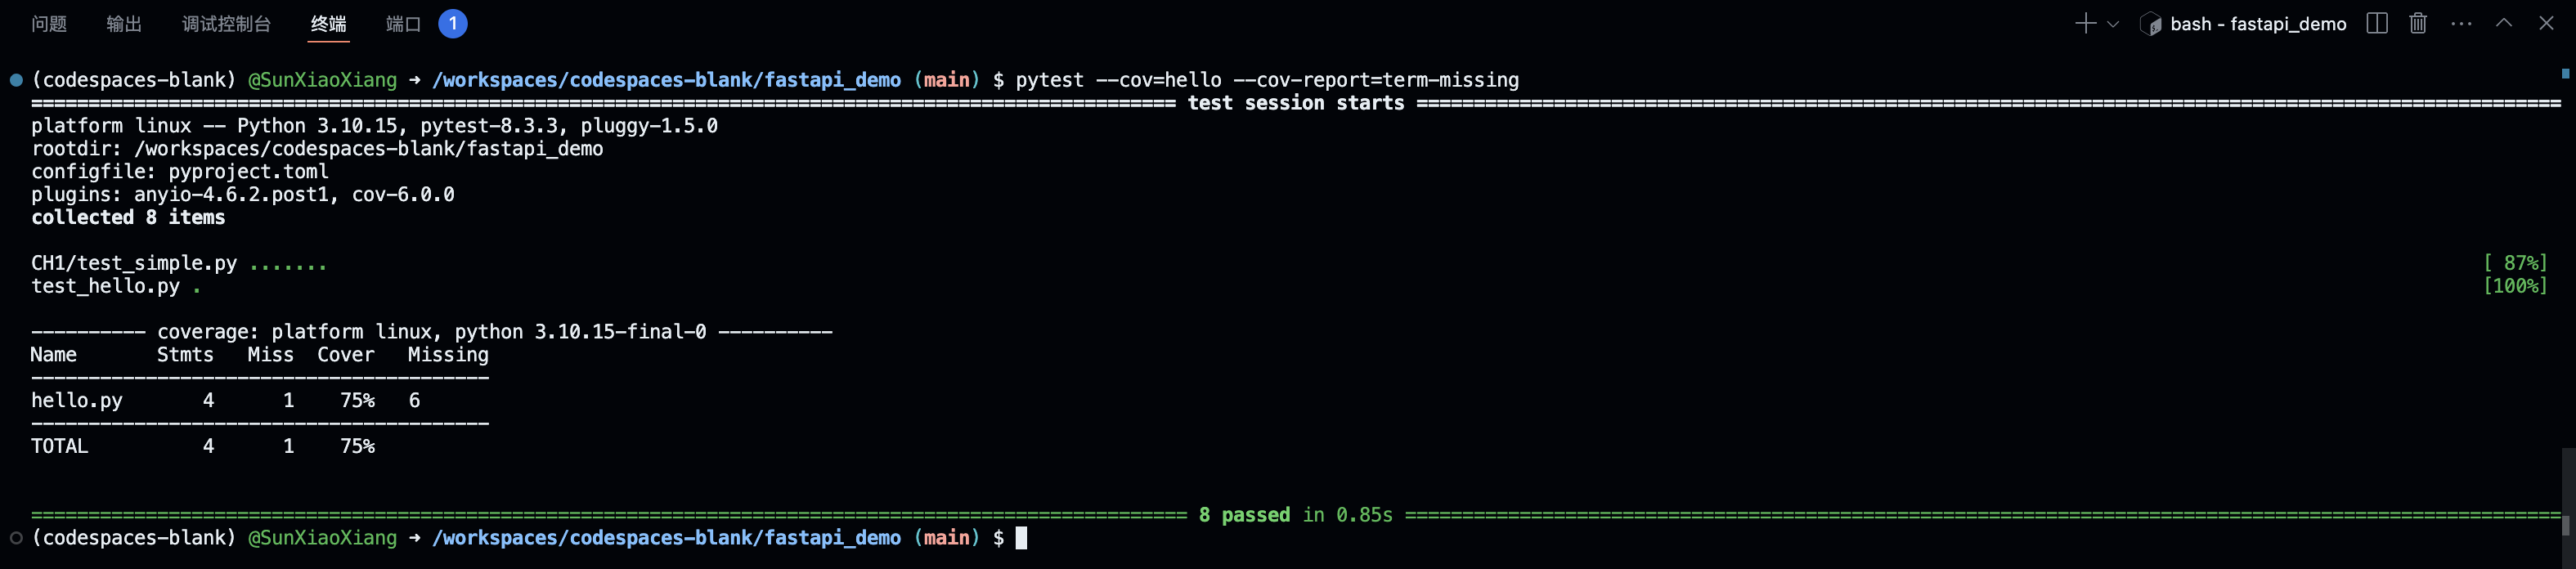 问题 输出 调试控制台 终端 端口 1 bash - fastapi_demo
(codespaces-blank) @SunXiaoXiang ➜ /workspaces/codespaces-blank/fastapi_demo (main) $ pytest --cov=hello --cov-report=term-missing
test session starts
platform linux -- Python 3.10.15, pytest-8.3.3, pluggy-1.5.0
rootdir: /workspaces/codespaces-blank/fastapi_demo
configfile: pyproject.toml
plugins: anyio-4.6.2.post1, cov-6.0.0
collected 8 items
CH1/test_simple.py ....... [ 87%]
test_hello.py . [100%]
---------- coverage: platform linux, python 3.10.15-final-0 ----------
Name Stmts Miss Cover Missing
----------------------------------------
hello.py 4 1 75% 6
----------------------------------------
TOTAL 4 1 75%
8 passed in 0.85s
(codespaces-blank) @SunXiaoXiang ➜ /workspaces/codespaces-blank/fastapi_demo (main) $